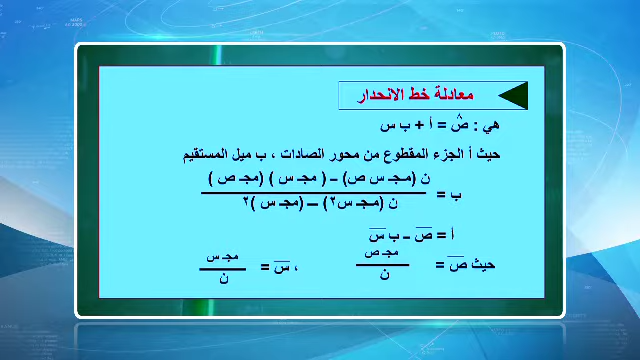 معادلة خط الانحدار
هي : صٛ = أ + ب س
حيث أ الجزء المقطوع من محور الصادات ، ب ميل المستقيم
ب = ن (مجـ س ص) – ( مجـ س ) (مجـ ص )
ن (مجـ س٢) – (مجـ س )٢
أ = ص̅ – ب س̅
حيث ص̅ = مجـ ص / ن ، س̅ = مجـ س / ن